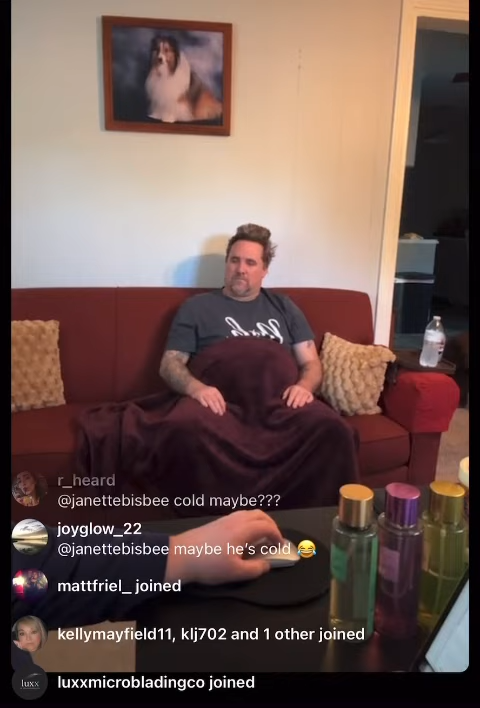 r_heard
@janettebisbee cold maybe???
joyglow_22
@janettebisbee maybe he's cold 😂
mattfriel_ joined
kellymayfield11, klj702 and 1 other joined
luxx
luxxmicrobladingco joined